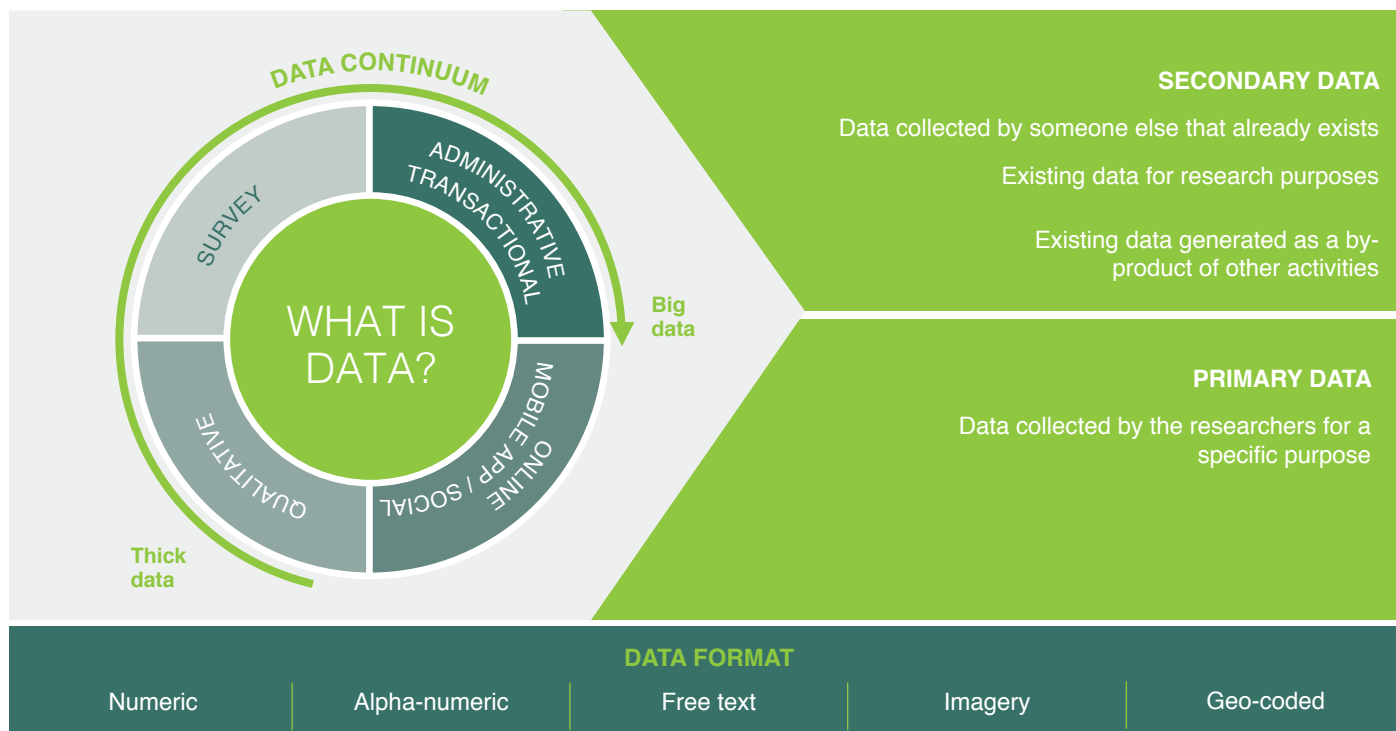 DATA CONTINUUM
SURVEY
ADMINISTRATIVE
TRANSACTIONAL
WHAT IS
DATA?
Big
data
QUALITATIVE
MOBILE APP / SOCIAL
ONLINE
Thick
data
SECONDARY DATA
Data collected by someone else that already exists
Existing data for research purposes
Existing data generated as a by-
product of other activities
PRIMARY DATA
Data collected by the researchers for a
specific purpose
DATA FORMAT
Numeric
Alpha-numeric
Free text
Imagery
Geo-coded